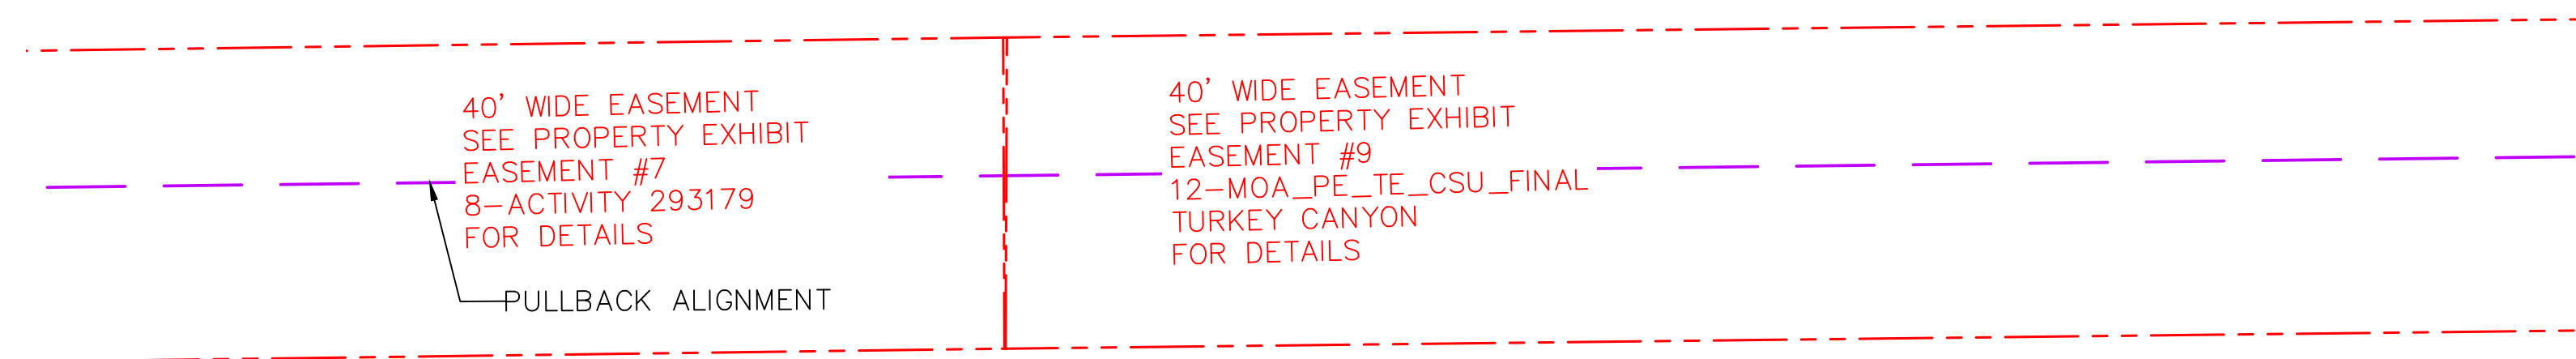 40' WIDE EASEMENT
SEE PROPERTY EXHIBIT
EASEMENT #7
8-ACTIVITY 293179
FOR DETAILS
PULLBACK ALIGNMENT
40' WIDE EASEMENT
SEE PROPERTY EXHIBIT
EASEMENT #9
12-MOA_PE_TE_CSU_FINAL
TURKEY CANYON
FOR DETAILS